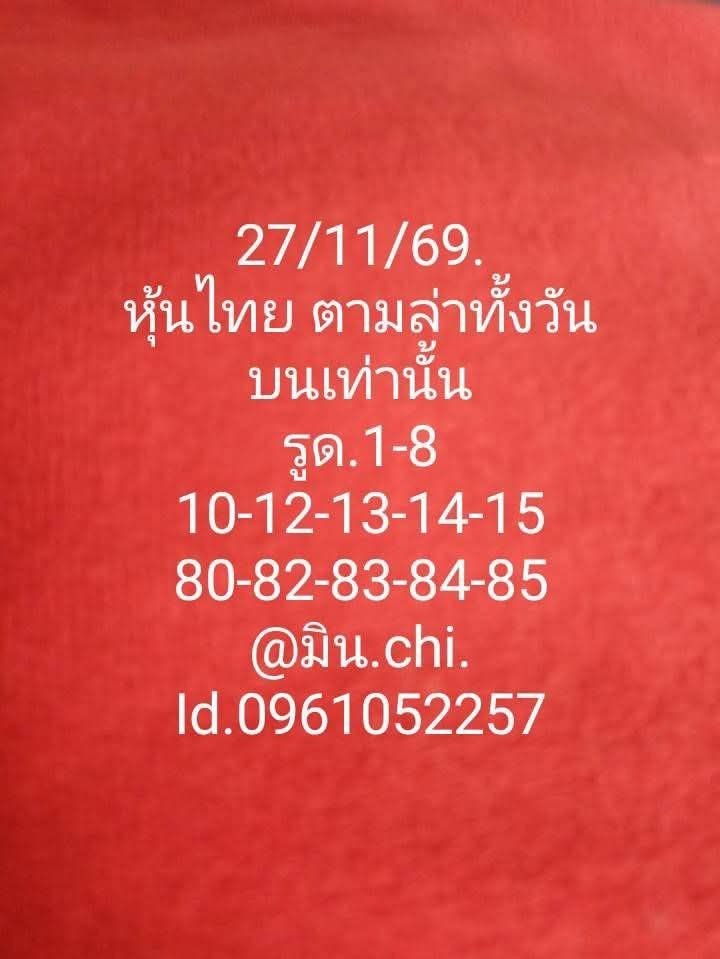 27/11/69.
หุ้นไทย ตามล่าทั้งวัน
บนเท่านั้น
รูด.1-8
10-12-13-14-15
80-82-83-84-85
@มิน.chi.
Id.0961052257